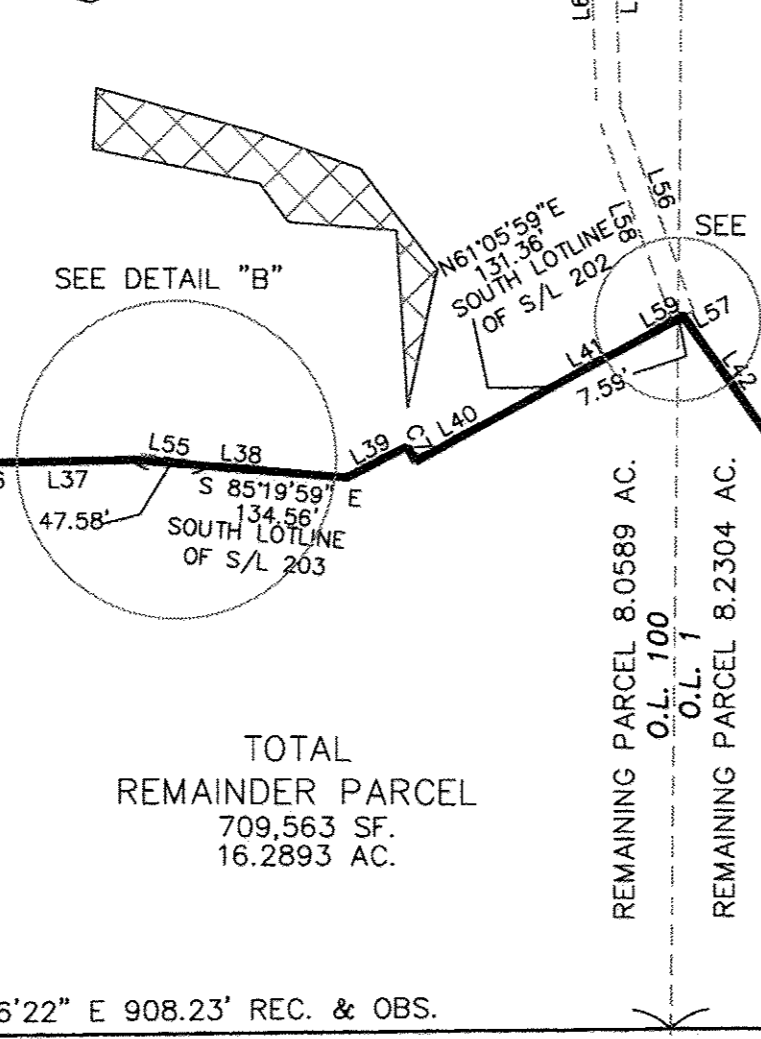 L56
L58
N61°05'59"E
131.36'
SOUTH LOTLINE
OF S/L 202
SEE
SEE DETAIL "B"
L59
L57
L41
7.59'
L42
L40
L39
L55
L38
L37
S 85°19'59" E
134.56'
47.58'
SOUTH LOTLINE
OF S/L 203
REMAINING PARCEL 8.0589 AC.
O.L. 100
O.L. 1
REMAINING PARCEL 8.2304 AC.
TOTAL
REMAINDER PARCEL
709,563 SF.
16.2893 AC.
6'22" E 908.23' REC. & OBS.